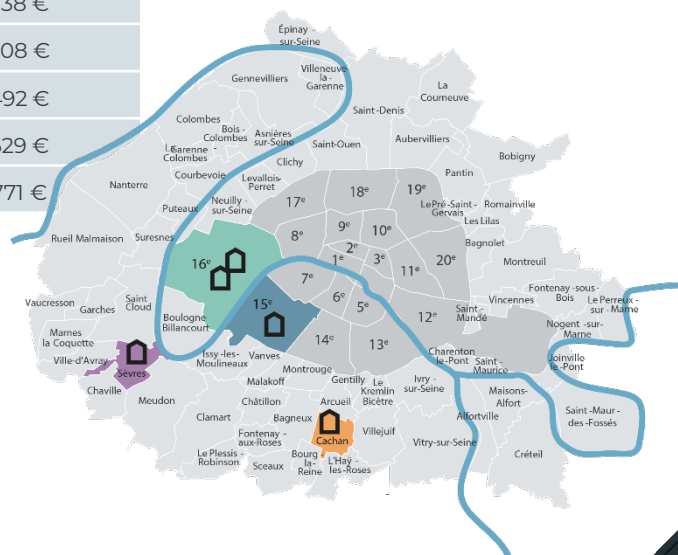 38 €
08 €
492 €
529 €
771 €
Épinay -
sur-Seine
Villeneuve
- la -
Garenne
Gennevilliers
La
Courneuve
Saint-Denis
Colombes
Bois -
Colombes
Asnières
sur-Seine
La
Garenne -
Colombes
Saint-Ouen
Aubervilliers
Bobigny
Clichy
Courbevoie
Levallois-
Perret
Pantin
Nanterre
Puteaux
Neuilly -
sur-Seine
17e
18e
19e
Le Pré-Saint -
Gervais
Romainville
Les Lilas
Rueil Malmaison
Suresnes
8e
9e
10e
2e
1e
3e
11e
20e
Bagnolet
Montreuil
16e
7e
6e
5e
15e
14e
13e
12e
Saint -
Mandé
Vincennes
Fontenay -sous-
Bois
Le Perreux -
sur - Marne
Nogent -sur-
Marne
Joinville-
le-Pont
Vaucresson
Garches
Saint
Cloud
Boulogne
Billancourt
Marnes
la Coquette
Ville-d'Avray
Sèvres
Chaville
Meudon
Issy -les-
Moulineaux
Vanves
Malakoff
Montrouge
Gentilly
Le
Kremlin
Bicêtre
Ivry -
sur-Seine
Charenton
le-Pont
Saint -
Maurice
Maisons-
Alfort
Alfortville
Saint -Maur -
des-Fossés
Clamart
Châtillon
Bagneux
Arcueil
Cachan
Villejuif
Vitry-sur-Seine
Créteil
Fontenay -
aux-Roses
Le Plessis -
Robinson
Sceaux
Bourg -
la-
Reine
L'Haÿ -
les-Roses